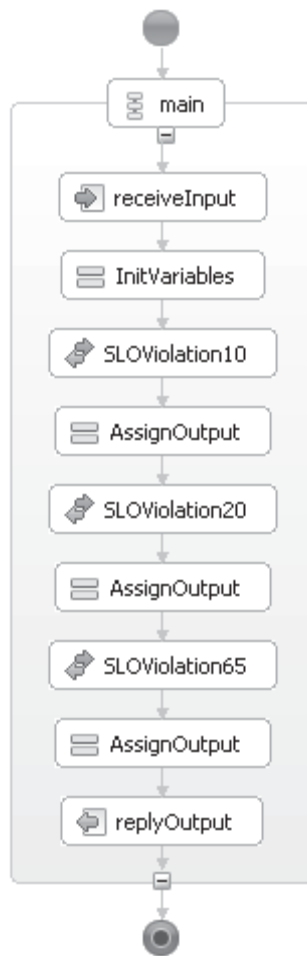 main
receiveInput
InitVariables
SLOViolation10
AssignOutput
SLOViolation20
AssignOutput
SLOViolation65
AssignOutput
replyOutput